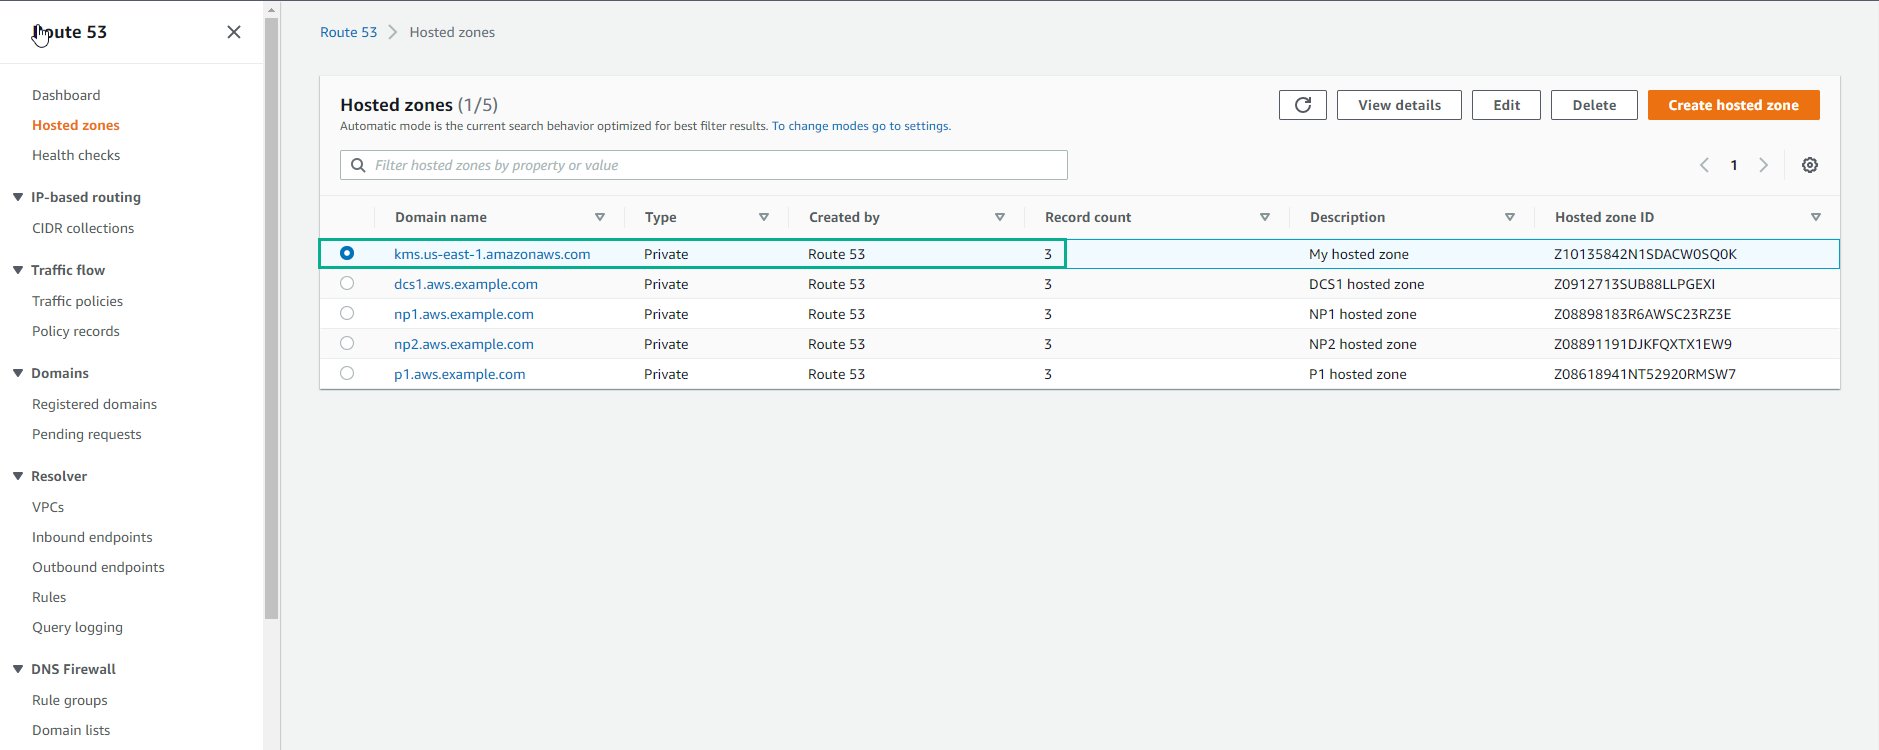 Route 53
Dashboard
Hosted zones
Health checks
IP-based routing
CIDR collections
Traffic flow
Traffic policies
Policy records
Domains
Registered domains
Pending requests
Resolver
VPCs
Inbound endpoints
Outbound endpoints
Rules
Query logging
DNS Firewall
Rule groups
Domain lists
Route 53 Hosted zones
Hosted zones (1/5)
View details Edit Delete Create hosted zone
Automatic mode is the current search behavior optimized for best filter results. To change modes go to settings.
Filter hosted zones by property or value
1
Domain name Type Created by Record count Description Hosted zone ID
kms.us-east-1.amazonaws.com Private Route 53 3 My hosted zone Z10135842N1SDACW0SQ0K
dcs1.aws.example.com Private Route 53 3 DCS1 hosted zone Z0912713SUB88LLPGEXI
np1.aws.example.com Private Route 53 3 NP1 hosted zone Z08898183R6AWSC23RZ3E
np2.aws.example.com Private Route 53 3 NP2 hosted zone Z08891191DJKFQXTX1EW9
p1.aws.example.com Private Route 53 3 P1 hosted zone Z08618941NT52920RMSW7